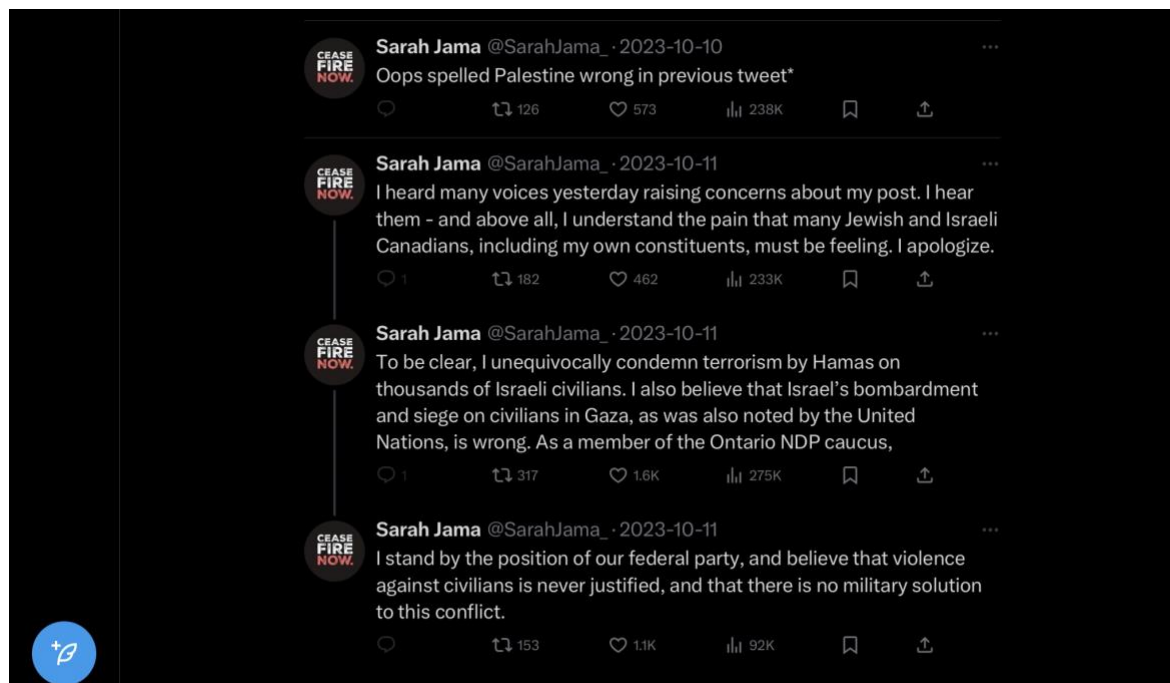 CEASE
FIRE
NOW.
Sarah Jama @SarahJama_ · 2023-10-10
Oops spelled Palestine wrong in previous tweet*
126 573 238K
CEASE
FIRE
NOW.
Sarah Jama @SarahJama_ · 2023-10-11
I heard many voices yesterday raising concerns about my post. I hear
them - and above all, I understand the pain that many Jewish and Israeli
Canadians, including my own constituents, must be feeling. I apologize.
1 182 462 233K
CEASE
FIRE
NOW.
Sarah Jama @SarahJama_ · 2023-10-11
To be clear, I unequivocally condemn terrorism by Hamas on
thousands of Israeli civilians. I also believe that Israel’s bombardment
and siege on civilians in Gaza, as was also noted by the United
Nations, is wrong. As a member of the Ontario NDP caucus,
1 317 1.6K 275K
CEASE
FIRE
NOW.
Sarah Jama @SarahJama_ · 2023-10-11
I stand by the position of our federal party, and believe that violence
against civilians is never justified, and that there is no military solution
to this conflict.
153 1.1K 92K